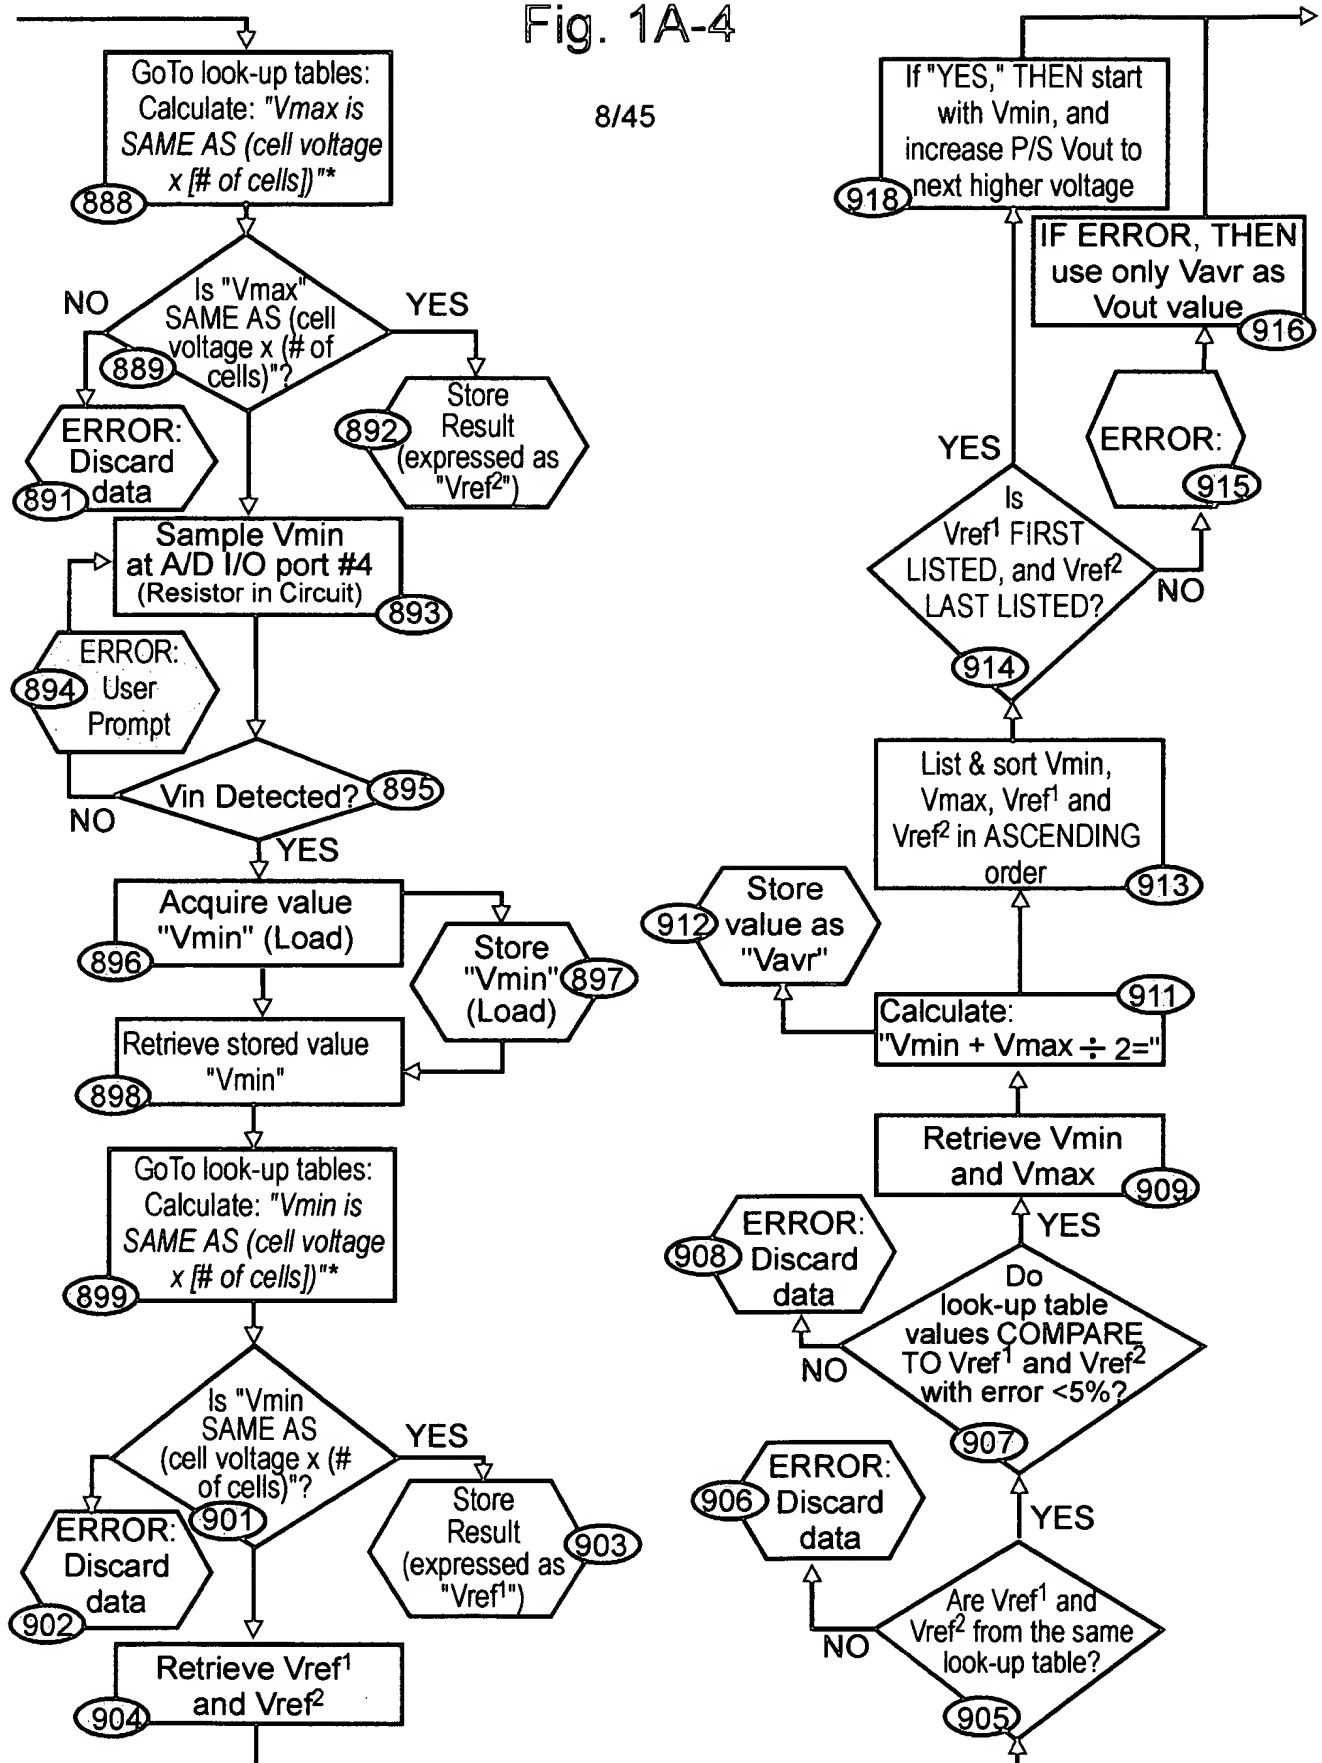 Fig. 1A-4
8/45
GoTo look-up tables:
Calculate: "Vmax is
SAME AS (cell voltage
x [# of cells])"*
888
Is "Vmax"
SAME AS (cell
voltage x (# of
cells)"?
889
NO
YES
ERROR:
Discard
data
891
Store
Result
(expressed as
"Vref²")
892
Sample Vmin
at A/D I/O port #4
(Resistor in Circuit)
893
ERROR:
User
Prompt
894
Vin Detected?
895
NO
YES
Acquire value
"Vmin" (Load)
896
Store
"Vmin"
(Load)
897
Retrieve stored value
"Vmin"
898
GoTo look-up tables:
Calculate: "Vmin is
SAME AS (cell voltage
x [# of cells])"*
899
Is "Vmin
SAME AS
(cell voltage x (#
of cells)"?
901
YES
ERROR:
Discard
data
902
Store
Result
(expressed as
"Vref¹")
903
Retrieve Vref¹
and Vref²
904
Are Vref¹ and
Vref² from the same
look-up table?
905
NO
YES
ERROR:
Discard
data
906
Do
look-up table
values COMPARE
TO Vref¹ and Vref²
with error <5%?
907
NO
YES
ERROR:
Discard
data
908
Retrieve Vmin
and Vmax
909
Calculate:
"Vmin + Vmax ÷ 2="
911
Store
value as
"Vavr"
912
List & sort Vmin,
Vmax, Vref¹ and
Vref² in ASCENDING
order
913
Is
Vref¹ FIRST
LISTED, and Vref²
LAST LISTED?
914
YES
NO
ERROR:
915
IF ERROR, THEN
use only Vavr as
Vout value
916
If "YES," THEN start
with Vmin, and
increase P/S Vout to
next higher voltage
918